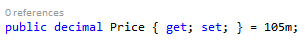 0 references
public decimal Price { get; set; } = 105m;